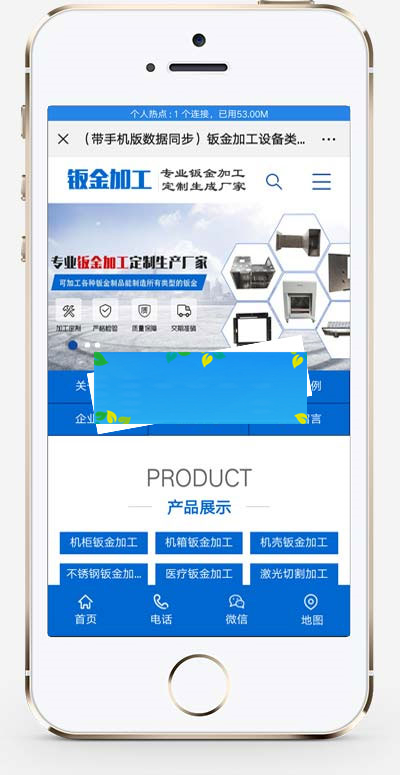 个人热点：1 个连接，已用53.00M
（带手机版数据同步）钣金加工设备类...
钣金加工
专业钣金加工
定制生成厂家
专业钣金加工定制生产厂家
可加工各种钣金制品能制造所有类型的钣金
加工定制 严格检验 质量保障 交期准确
关 例
企业 言
PRODUCT
产品展示
机柜钣金加工 机箱钣金加工 机壳钣金加工
不锈钢钣金加... 医疗钣金加工 激光切割加工
首页 电话 微信 地图